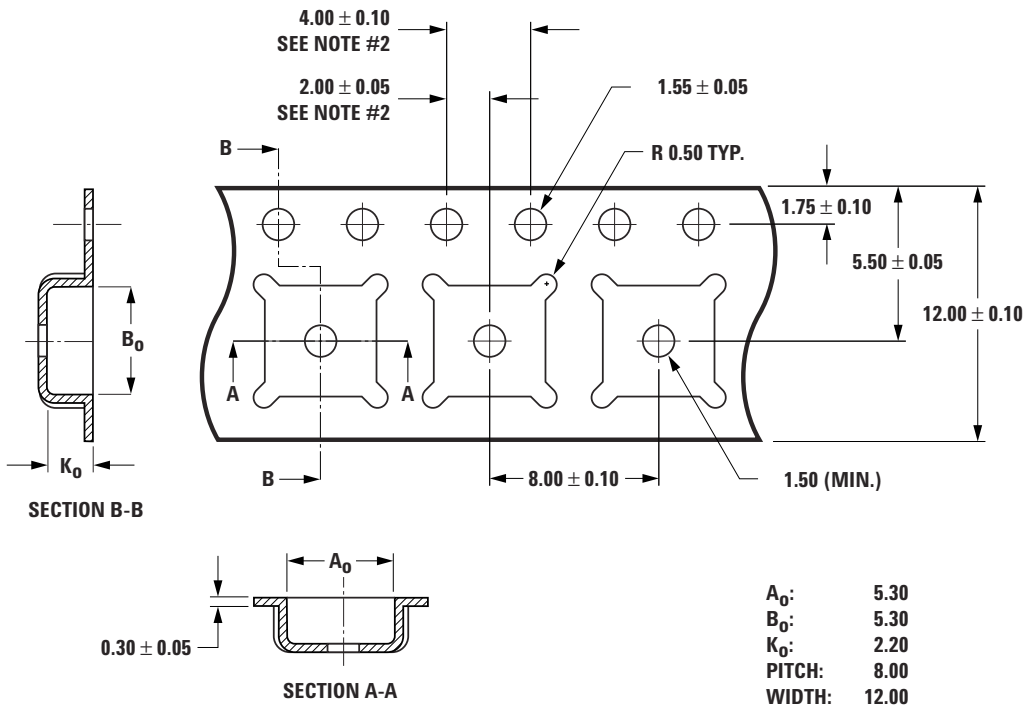 4.00 ± 0.10
SEE NOTE #2
2.00 ± 0.05
SEE NOTE #2
1.55 ± 0.05
B
R 0.50 TYP.
1.75 ± 0.10
5.50 ± 0.05
12.00 ± 0.10
B₀
A
A
K₀
B
8.00 ± 0.10
1.50 (MIN.)
SECTION B-B
A₀
0.30 ± 0.05
SECTION A-A
A₀: 5.30
B₀: 5.30
K₀: 2.20
PITCH: 8.00
WIDTH: 12.00